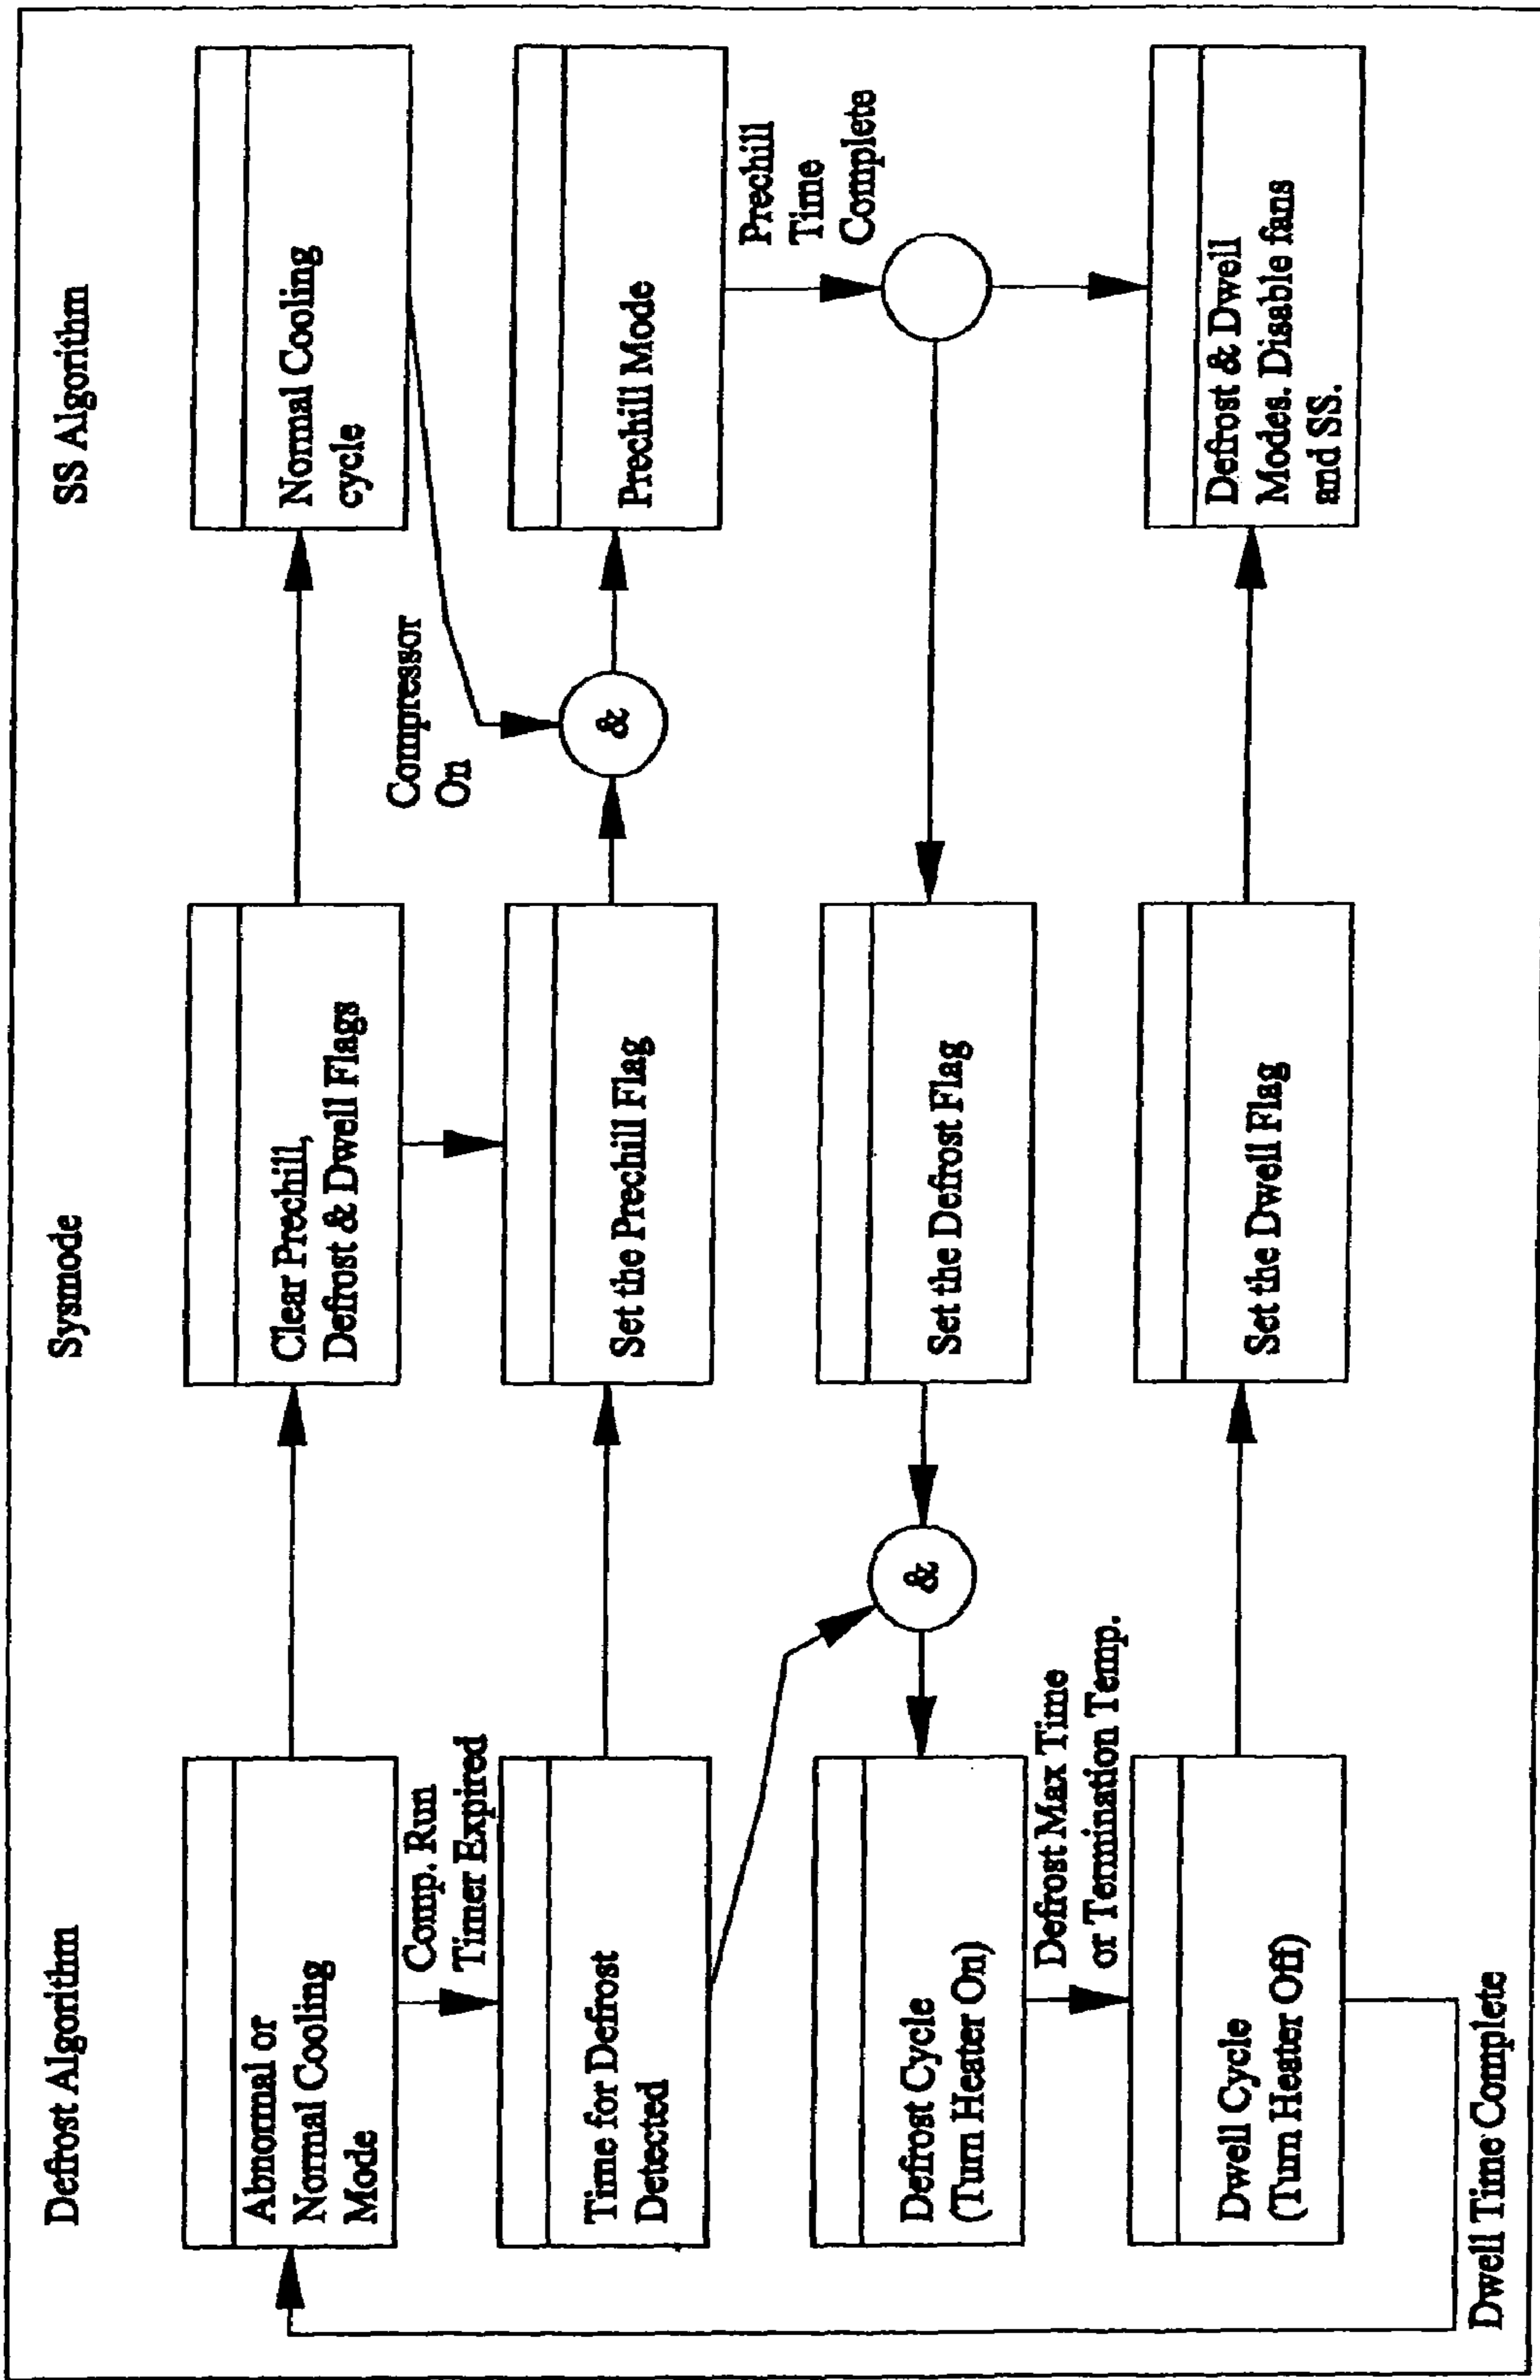 Defrost Algorithm
Sysmode
SS Algorithm
Abnormal or
Normal Cooling
Mode
Clear Prechill,
Defrost & Dwell Flags
Normal Cooling
cycle
Comp. Run
Timer Expired
Compressor
On
Time for Defrost
Detected
Set the Prechill Flag
&
Prechill Mode
Prechill
Time
Complete
Defrost Cycle
(Turn Heater On)
&
Set the Defrost Flag
Defrost Max Time
or Termination Temp.
Dwell Cycle
(Turn Heater Off)
Set the Dwell Flag
Defrost & Dwell
Modes. Disable fans
and SS.
Dwell Time Complete